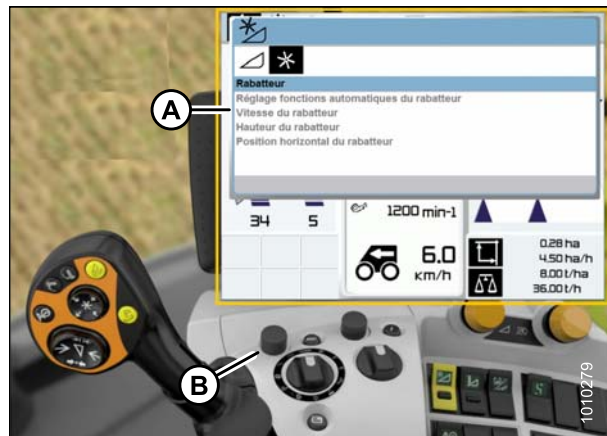 Rabatteur
Réglage fonctions automatiques du rabatteur
Vitesse du rabatteur
Hauteur du rabatteur
Position horizontal du rabatteur
A
34 5
1200 min-1
6.0
km/h
0.28 ha
4.50 ha/h
8.00 t/ha
36.00 t/h
B
1010279